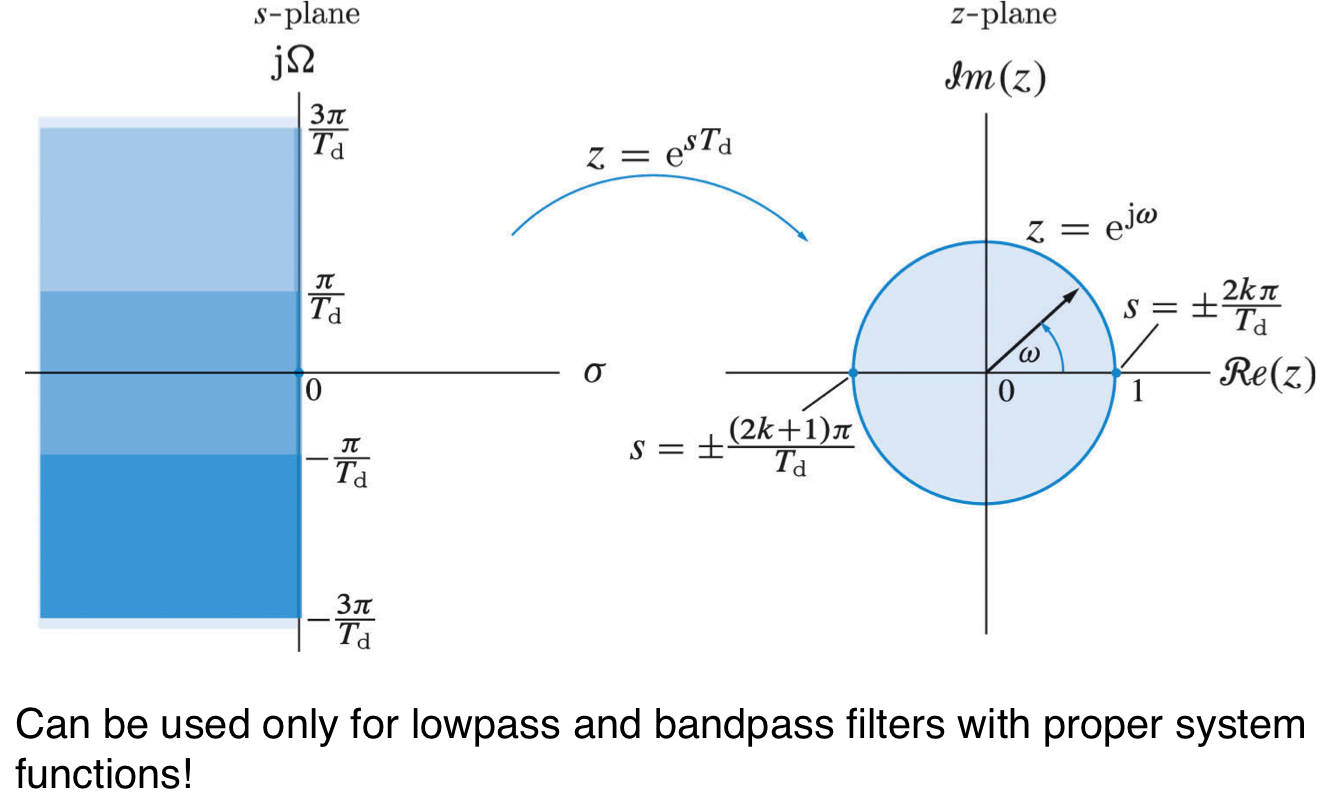 s-plane
jΩ
3π/T_d
π/T_d
0
σ
−π/T_d
−3π/T_d
z = e^{sT_d}
z-plane
ℐm(z)
z = e^{jω}
s = ±2kπ/T_d
ω
ℛe(z)
0
1
s = ±(2k+1)π/T_d
Can be used only for lowpass and bandpass filters with proper system
functions!